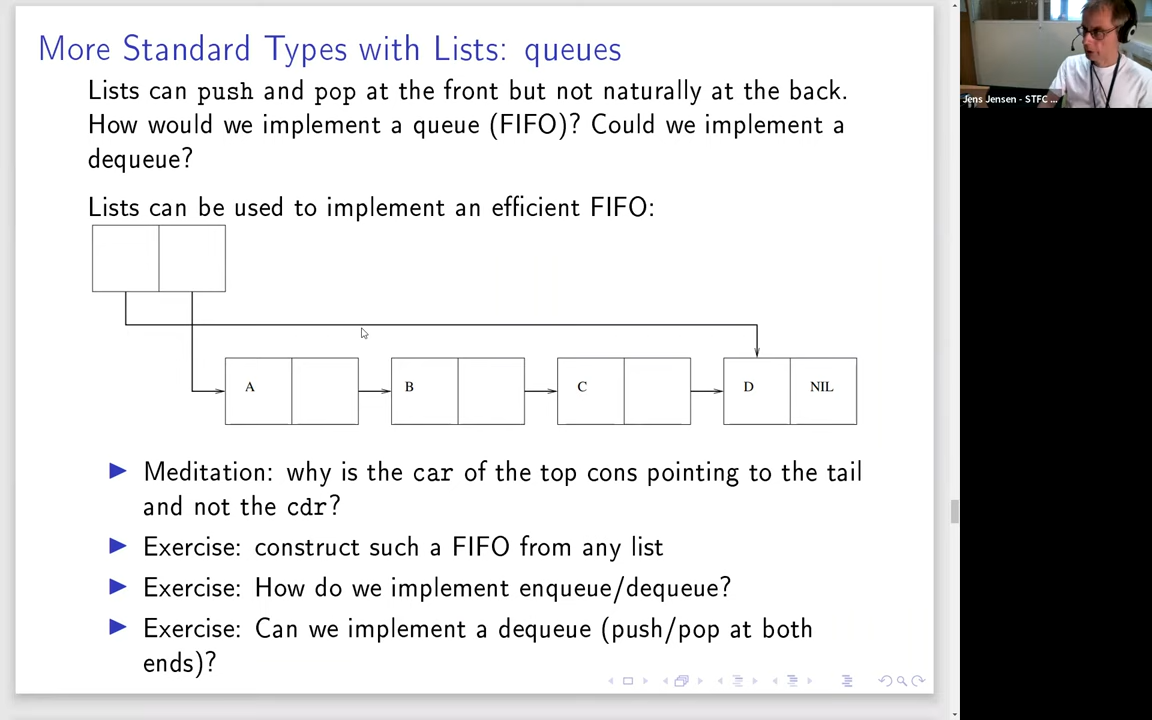 More Standard Types with Lists: queues
Lists can push and pop at the front but not naturally at the back.
How would we implement a queue (FIFO)? Could we implement a
dequeue?
Lists can be used to implement an efficient FIFO:
A B C D NIL
Meditation: why is the car of the top cons pointing to the tail
and not the cdr?
Exercise: construct such a FIFO from any list
Exercise: How do we implement enqueue/dequeue?
Exercise: Can we implement a dequeue (push/pop at both
ends)?
Jens Jensen - STFC ...